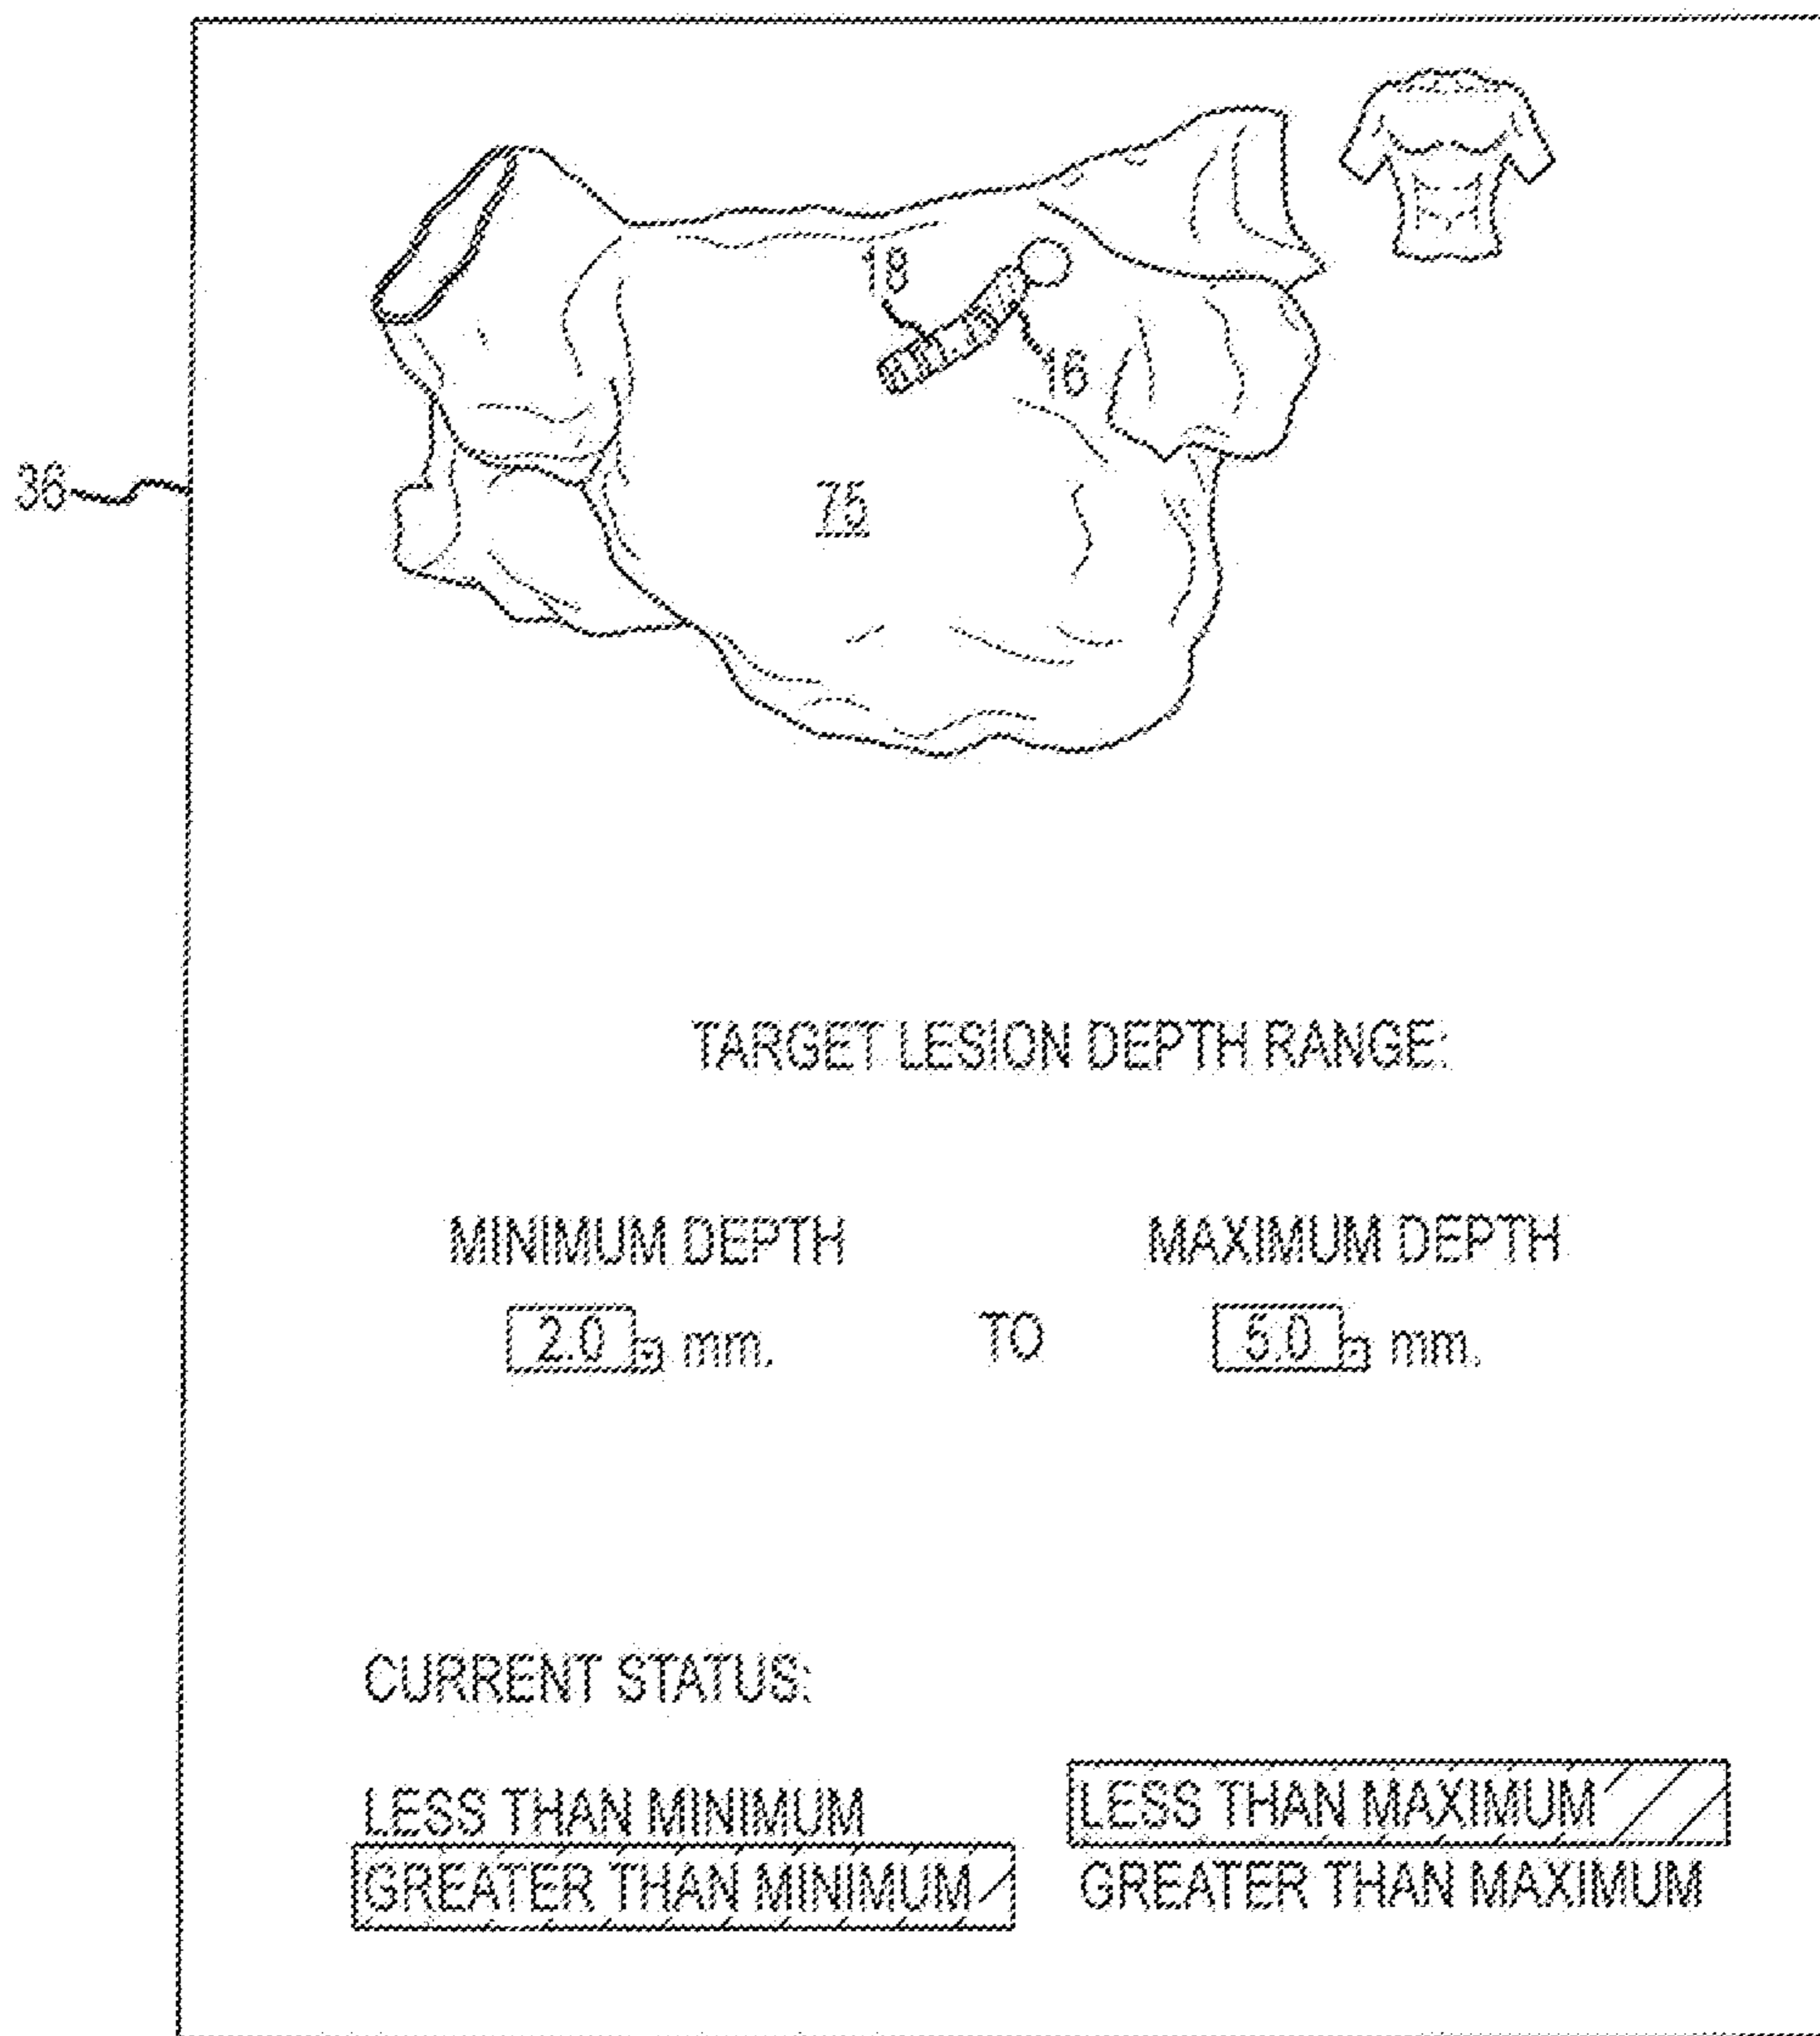 18
16
36
75
TARGET LESION DEPTH RANGE:
MINIMUM DEPTH MAXIMUM DEPTH
2.0 mm. TO 5.0 mm.
CURRENT STATUS:
LESS THAN MINIMUM LESS THAN MAXIMUM
GREATER THAN MINIMUM GREATER THAN MAXIMUM